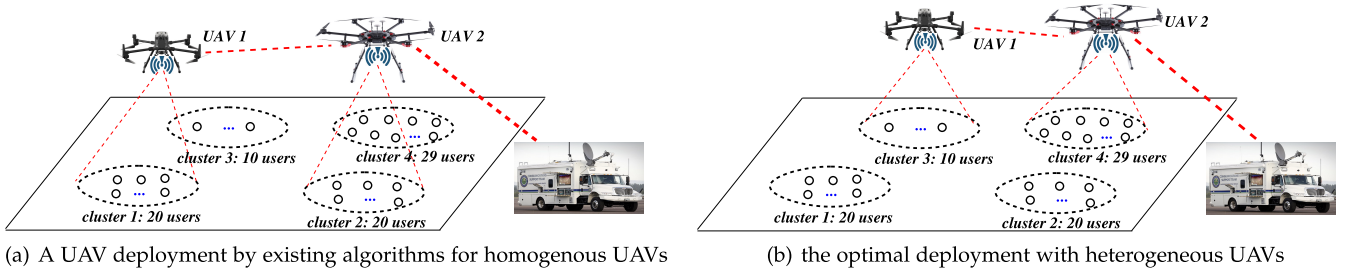 UAV 1
UAV 2
cluster 3: 10 users
cluster 4: 29 users
cluster 1: 20 users
cluster 2: 20 users
(a) A UAV deployment by existing algorithms for homogenous UAVs
UAV 1
UAV 2
cluster 3: 10 users
cluster 4: 29 users
cluster 1: 20 users
cluster 2: 20 users
(b) the optimal deployment with heterogeneous UAVs